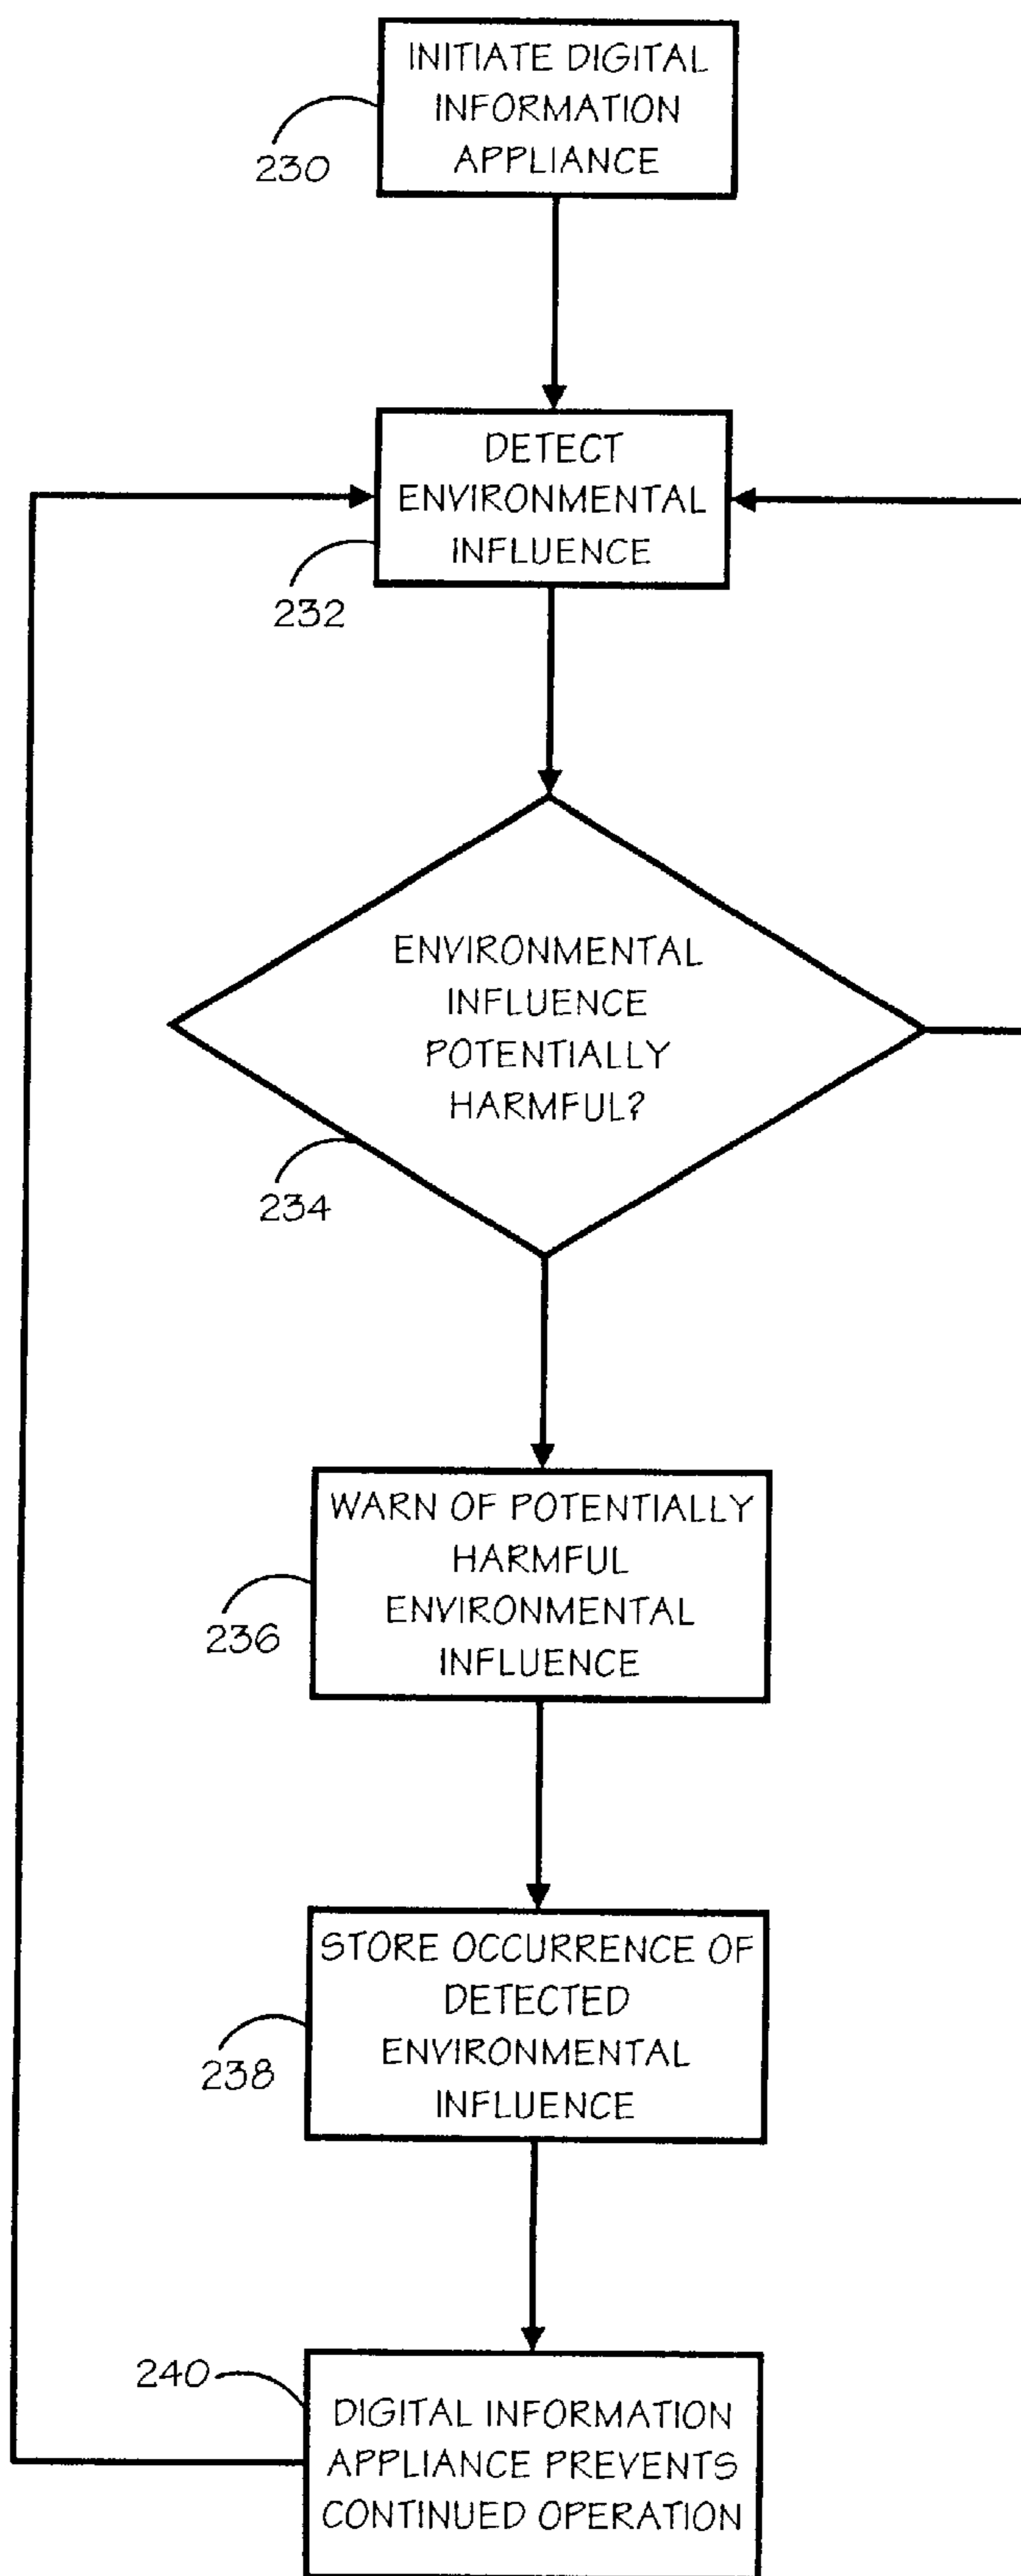 INITIATE DIGITAL
INFORMATION
APPLIANCE
230
DETECT
ENVIRONMENTAL
INFLUENCE
232
ENVIRONMENTAL
INFLUENCE
POTENTIALLY
HARMFUL?
234
WARN OF POTENTIALLY
HARMFUL
ENVIRONMENTAL
INFLUENCE
236
STORE OCCURRENCE OF
DETECTED
ENVIRONMENTAL
INFLUENCE
238
240
DIGITAL INFORMATION
APPLIANCE PREVENTS
CONTINUED OPERATION